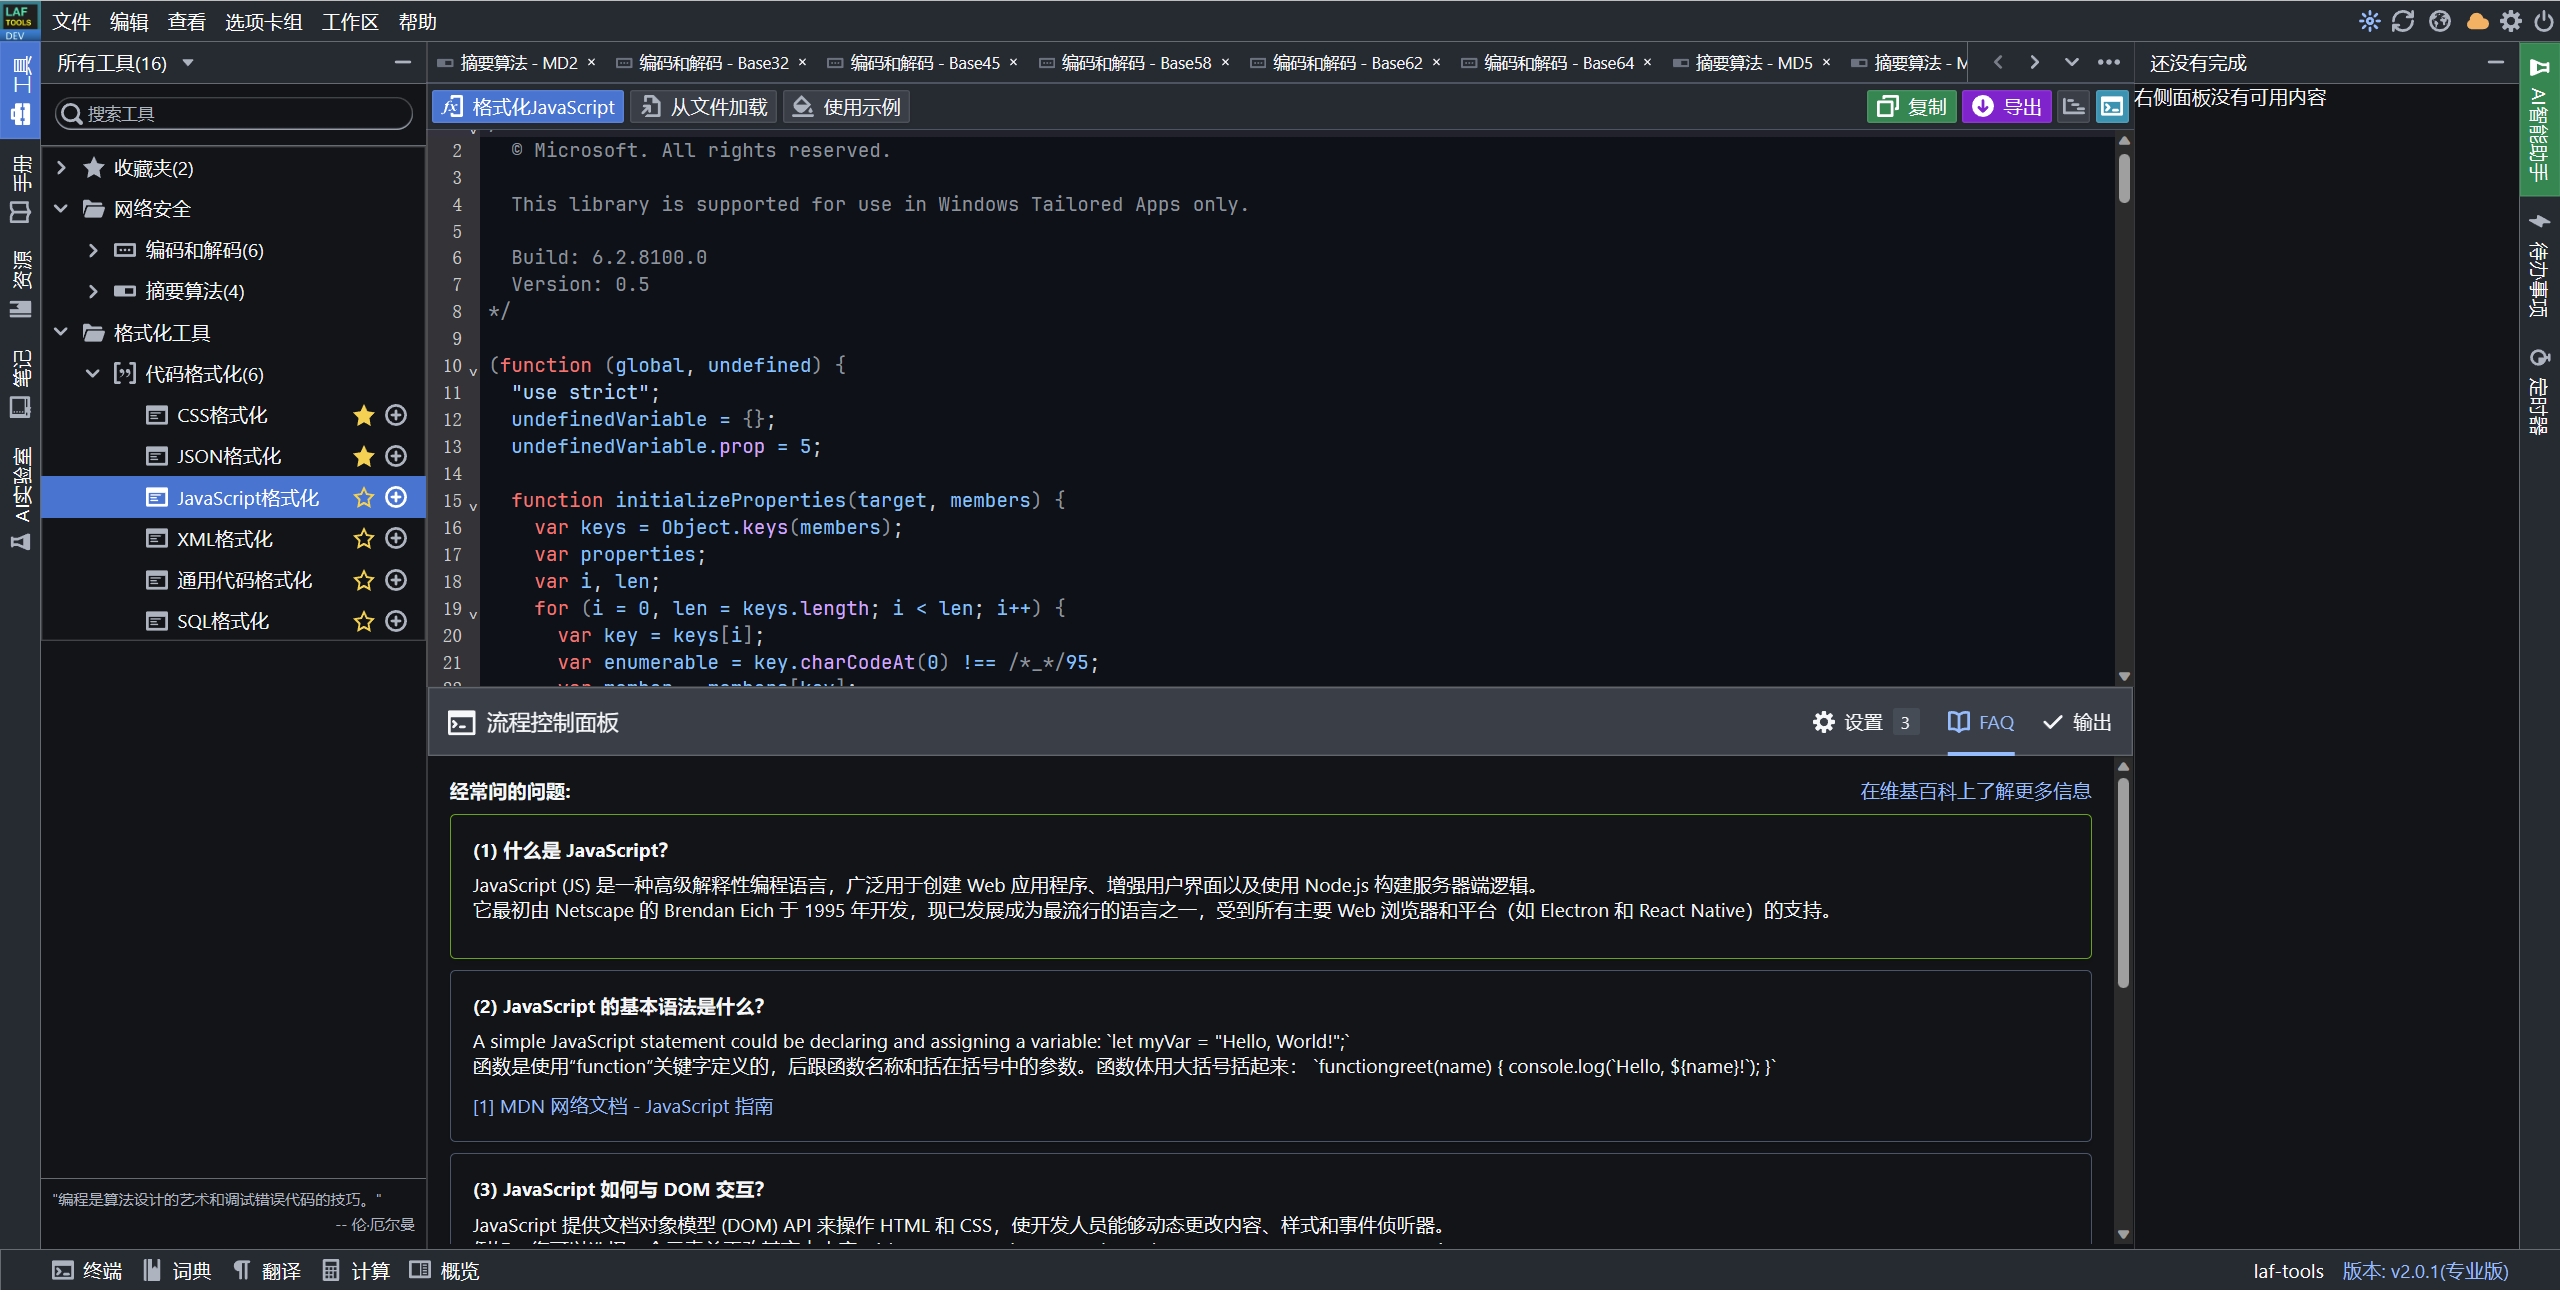 LAF
TOOLS
DEV
文件 编辑 查看 选项卡组 工作区 帮助
工具
手册
资源
笔记
AI实验室
所有工具(16)
搜索工具
收藏夹(2)
网络安全
编码和解码(6)
摘要算法(4)
格式化工具
代码格式化(6)
CSS格式化
JSON格式化
JavaScript格式化
XML格式化
通用代码格式化
SQL格式化
"编程是算法设计的艺术和调试错误代码的技巧。"
-- 伦·厄尔曼
摘要算法 - MD2 × 编码和解码 - Base32 × 编码和解码 - Base45 × 编码和解码 - Base58 × 编码和解码 - Base62 × 编码和解码 - Base64 × 摘要算法 - MD5 × 摘要算法 - M
格式化JavaScript 从文件加载 使用示例 复制 导出
2 © Microsoft. All rights reserved.
3
4 This library is supported for use in Windows Tailored Apps only.
5
6 Build: 6.2.8100.0
7 Version: 0.5
8 */
9
10 (function (global, undefined) {
11 "use strict";
12 undefinedVariable = {};
13 undefinedVariable.prop = 5;
14
15 function initializeProperties(target, members) {
16 var keys = Object.keys(members);
17 var properties;
18 var i, len;
19 for (i = 0, len = keys.length; i < len; i++) {
20 var key = keys[i];
21 var enumerable = key.charCodeAt(0) !== /*_*/95;
流程控制面板 设置 3 FAQ 输出
经常问的问题: 在维基百科上了解更多信息
(1) 什么是 JavaScript?
JavaScript (JS) 是一种高级解释性编程语言，广泛用于创建 Web 应用程序、增强用户界面以及使用 Node.js 构建服务器端逻辑。
它最初由 Netscape 的 Brendan Eich 于 1995 年开发，现已发展成为最流行的语言之一，受到所有主要 Web 浏览器和平台（如 Electron 和 React Native）的支持。
(2) JavaScript 的基本语法是什么?
A simple JavaScript statement could be declaring and assigning a variable: `let myVar = "Hello, World!";`
函数是使用“function”关键字定义的，后跟函数名称和括在括号中的参数。函数体用大括号括起来： `functiongreet(name) { console.log(`Hello, ${name}!`); }`
[1] MDN 网络文档 - JavaScript 指南
(3) JavaScript 如何与 DOM 交互?
JavaScript 提供文档对象模型 (DOM) API 来操作 HTML 和 CSS，使开发人员能够动态更改内容、样式和事件侦听器。
还没有完成
右侧面板没有可用内容
AI智能助手
待办事项
定时器
终端 词典 翻译 计算 概览
laf-tools 版本: v2.0.1(专业版)